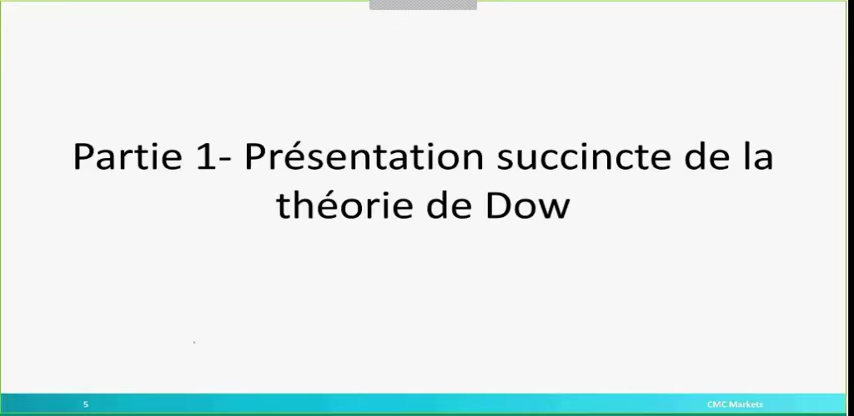 Partie 1- Présentation succincte de la
théorie de Dow
5
CMC Markets